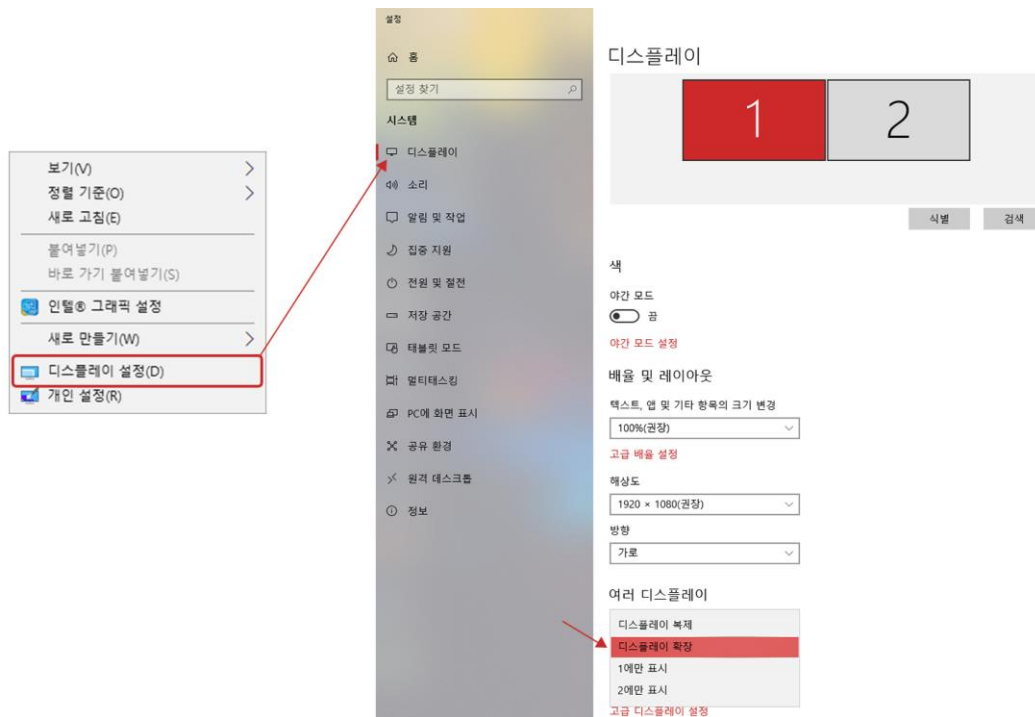 보기(V)
정렬 기준(O)
새로 고침(E)
붙여넣기(P)
바로 가기 붙여넣기(S)
인텔® 그래픽 설정
새로 만들기(W)
디스플레이 설정(D)
개인 설정(R)
설정
홈
설정 찾기
시스템
디스플레이
소리
알림 및 작업
집중 지원
전원 및 절전
저장 공간
태블릿 모드
멀티태스킹
PC에 화면 표시
공유 환경
원격 데스크톱
정보
디스플레이
1
2
식별
검색
색
야간 모드
끔
야간 모드 설정
배율 및 레이아웃
텍스트, 앱 및 기타 항목의 크기 변경
100%(권장)
고급 배율 설정
해상도
1920 × 1080(권장)
방향
가로
여러 디스플레이
디스플레이 복제
디스플레이 확장
1에만 표시
2에만 표시
고급 디스플레이 설정